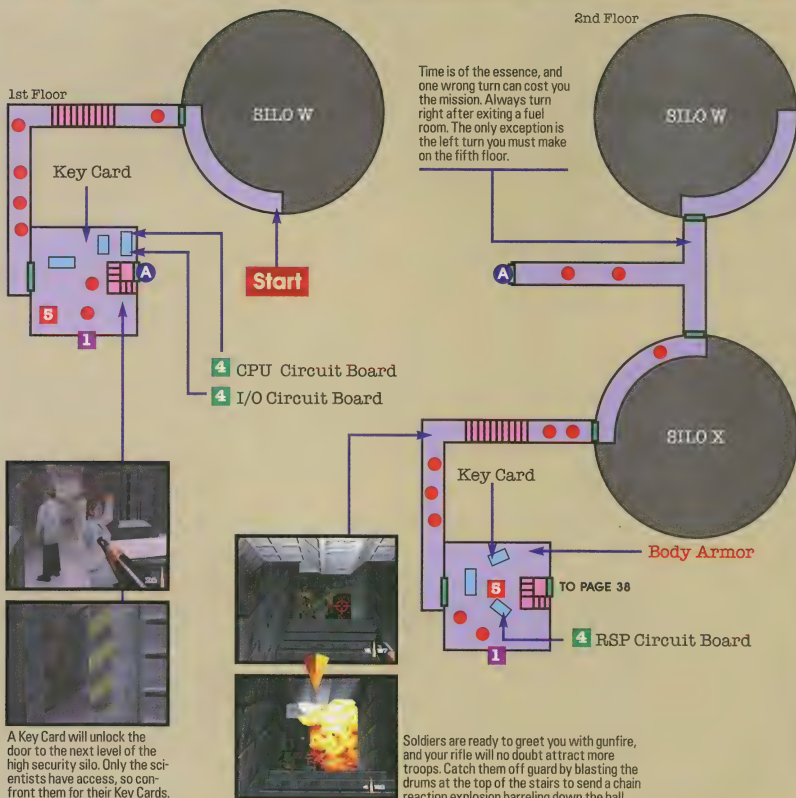 1st Floor
SILO W
Key Card
A
Start
5
1
4 CPU Circuit Board
4 I/O Circuit Board
A Key Card will unlock the
door to the next level of the
high security silo. Only the sci-
entists have access, so con-
front them for their Key Cards.
2nd Floor
Time is of the essence, and
one wrong turn can cost you
the mission. Always turn
right after exiting a fuel
room. The only exception is
the left turn you must make
on the fifth floor.
SILO W
A
SILO X
Key Card
Body Armor
5
TO PAGE 38
4 RSP Circuit Board
1
Soldiers are ready to greet you with gunfire,
and your rifle will no doubt attract more
troops. Catch them off guard by blasting the
drums at the top of the stairs to send a chain
reaction explosion barreling down the hall.